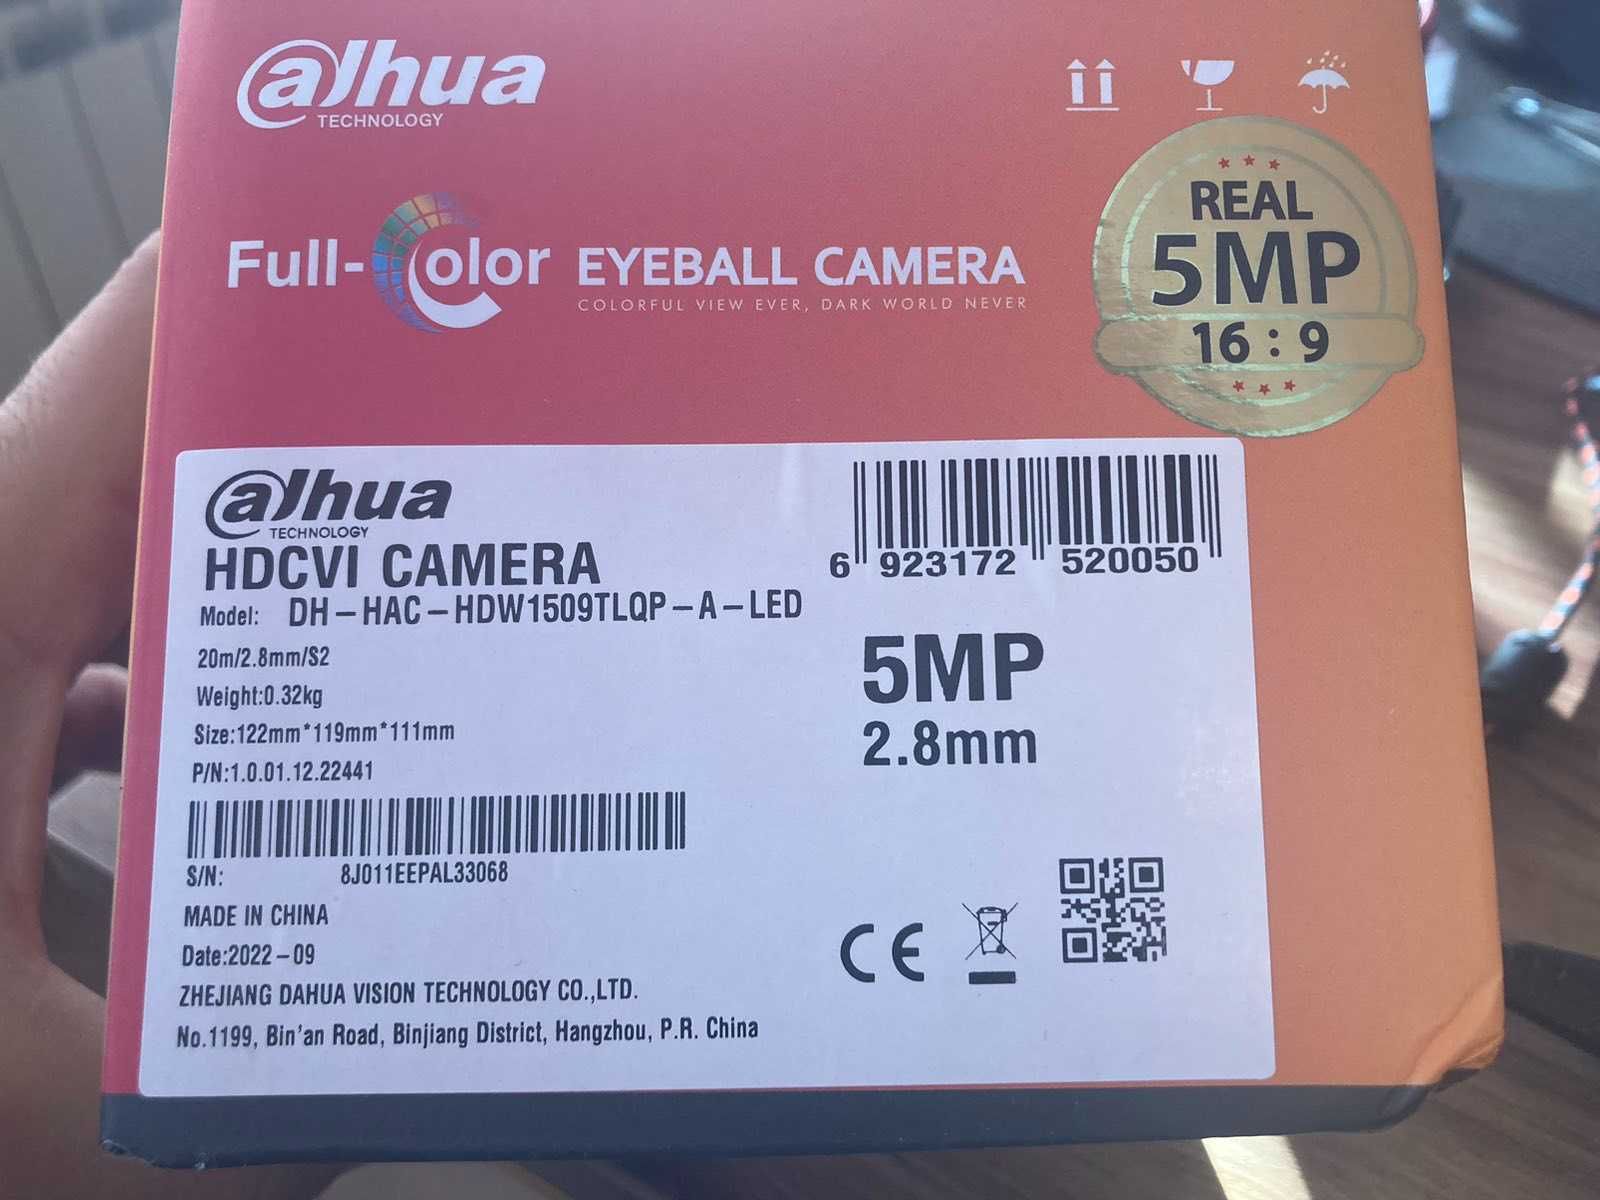 alhua
TECHNOLOGY
Full-Color EYEBALL CAMERA
COLORFUL VIEW EVER, DARK WORLD NEVER
REAL
5MP
16:9
alhua
TECHNOLOGY
HDCVI CAMERA
Model: DH-HAC-HDW1509TLQP-A-LED
20m/2.8mm/S2
Weight:0.32kg
Size:122mm*119mm*111mm
P/N:1.0.01.12.22441
S/N: 8J011EEPAL33068
MADE IN CHINA
Date:2022-09
ZHEJIANG DAHUA VISION TECHNOLOGY CO.,LTD.
No.1199, Bin'an Road, Binjiang District, Hangzhou, P.R. China
6 923172 520050
5MP
2.8mm
CE